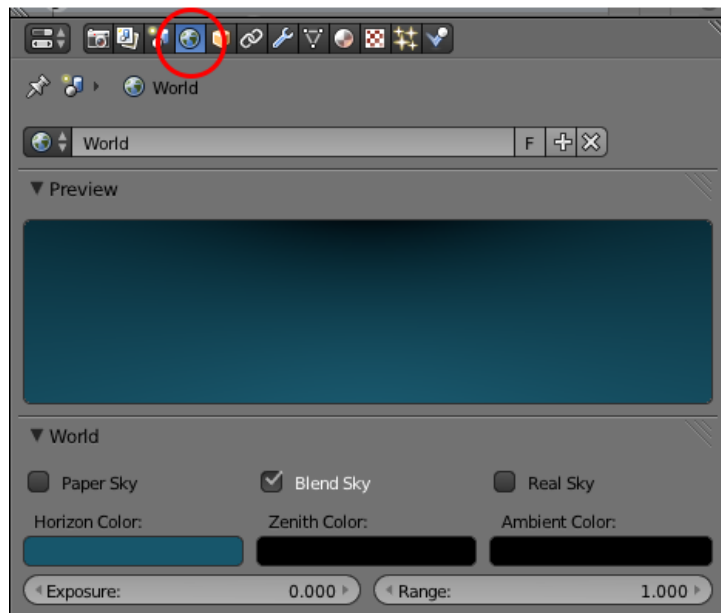 World
World F
Preview
World
Paper Sky Blend Sky Real Sky
Horizon Color: Zenith Color: Ambient Color:
Exposure: 0.000 Range: 1.000